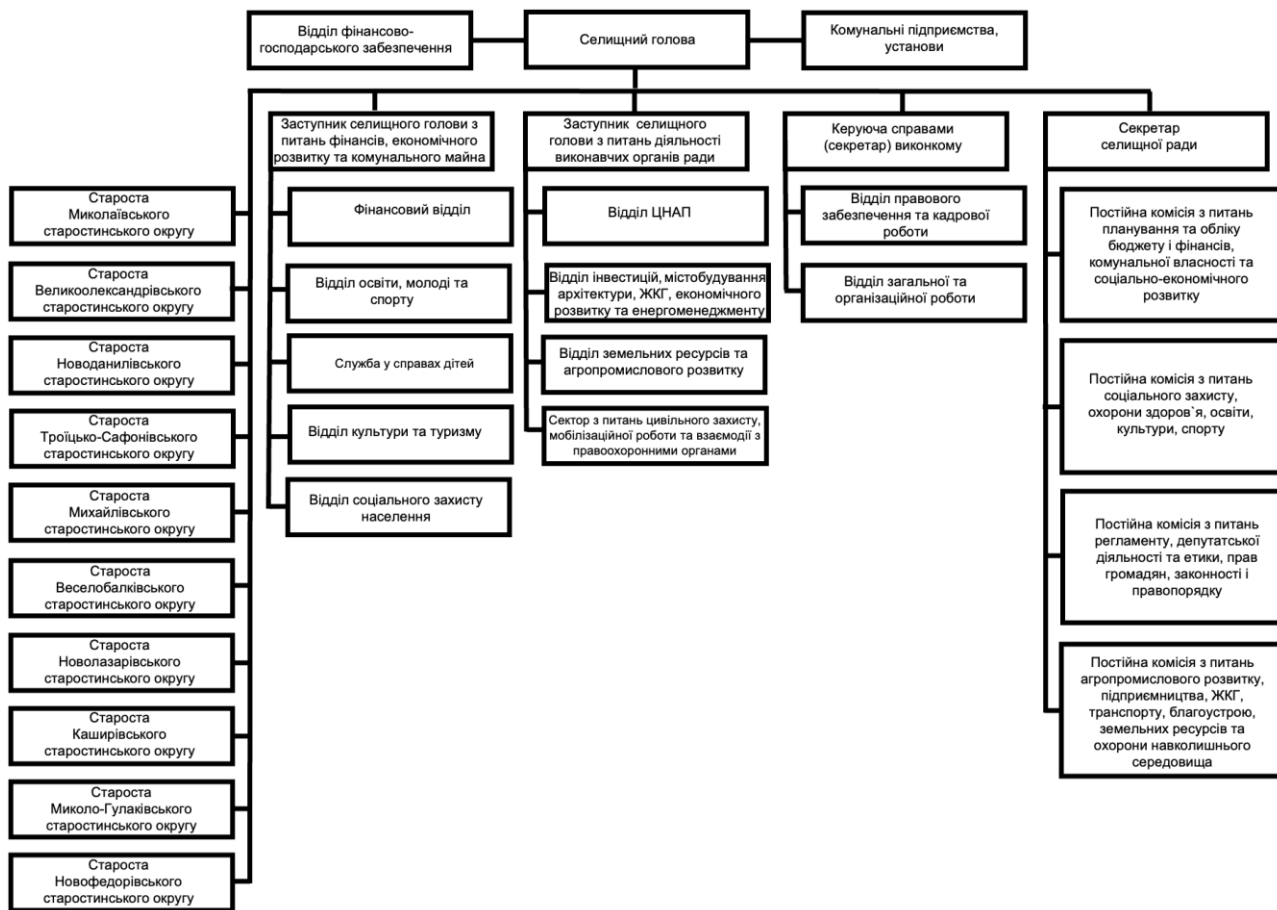 Відділ фінансово-
господарського забезпечення
Селищний голова
Комунальні підприємства,
установи
Заступник селищного голови з
питань фінансів, економічного
розвитку та комунального майна
Заступник селищного
голови з питань діяльності
виконавчих органів ради
Керуюча справами
(секретар) виконкому
Секретар
селищної ради
Староста
Миколаївського
старостинського округу
Староста
Великоолександрівського
старостинського округу
Староста
Новоданилівського
старостинського округу
Староста
Троїцько-Сафонівського
старостинського округу
Староста
Михайлівського
старостинського округу
Староста
Веселобалківського
старостинського округу
Староста
Новолазарівського
старостинського округу
Староста
Каширівського
старостинського округу
Староста
Миколо-Гулаківського
старостинського округу
Староста
Новофедорівського
старостинського округу
Фінансовий відділ
Відділ освіти, молоді та
спорту
Служба у справах дітей
Відділ культури та туризму
Відділ соціального захисту
населення
Відділ ЦНАП
Відділ інвестицій, містобудування
архітектури, ЖКГ, економічного
розвитку та енергоменеджменту
Відділ земельних ресурсів та
агропромислового розвитку
Сектор з питань цивільного захисту,
мобілізаційної роботи та взаємодії з
правоохоронними органами
Відділ правового
забезпечення та кадрової
роботи
Відділ загальної та
організаційної роботи
Постійна комісія з питань
планування та обліку
бюджету і фінансів,
комунальної власності та
соціально-економічного
розвитку
Постійна комісія з питань
соціального захисту,
охорони здоров`я, освіти,
культури, спорту
Постійна комісія з питань
регламенту, депутатської
діяльності та етики, прав
громадян, законності і
правопорядку
Постійна комісія з питань
агропромислового розвитку,
підприємництва, ЖКГ,
транспорту, благоустрою,
земельних ресурсів та
охорони навколишнього
середовища